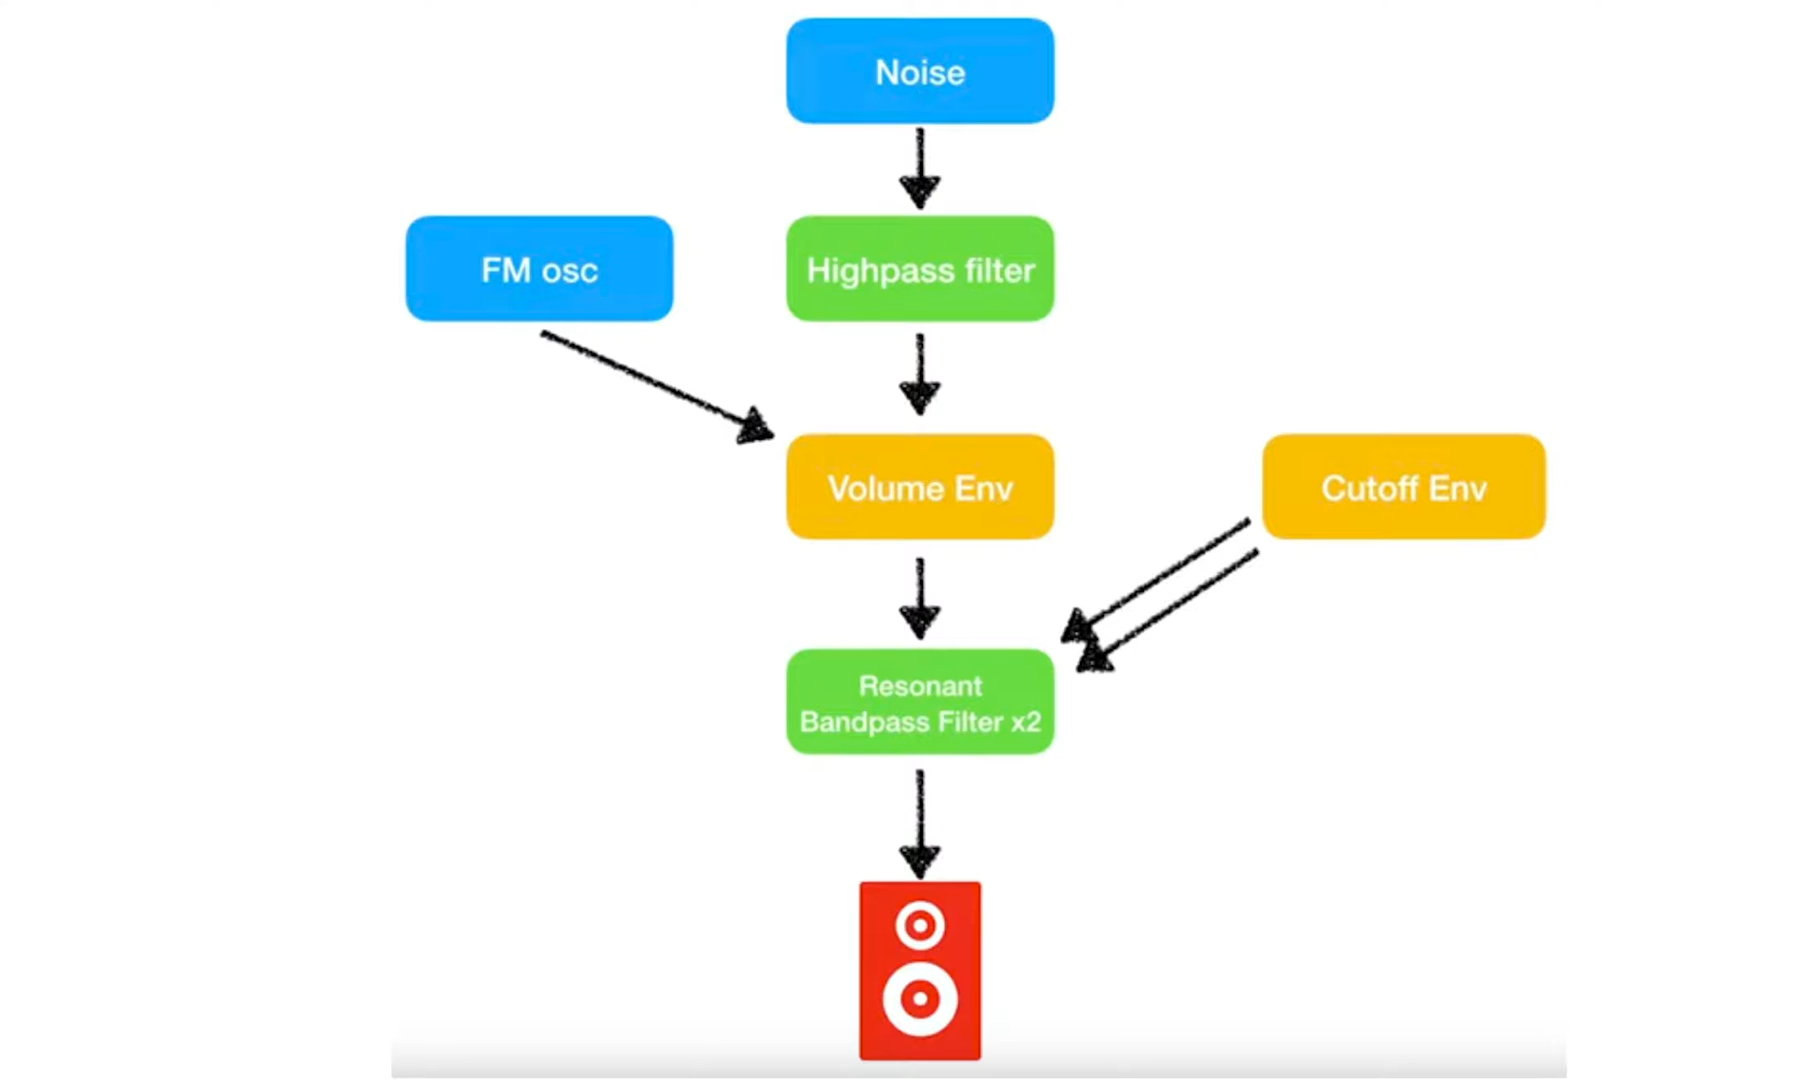 Noise
FM osc
Highpass filter
Volume Env
Cutoff Env
Resonant
Bandpass Filter x2